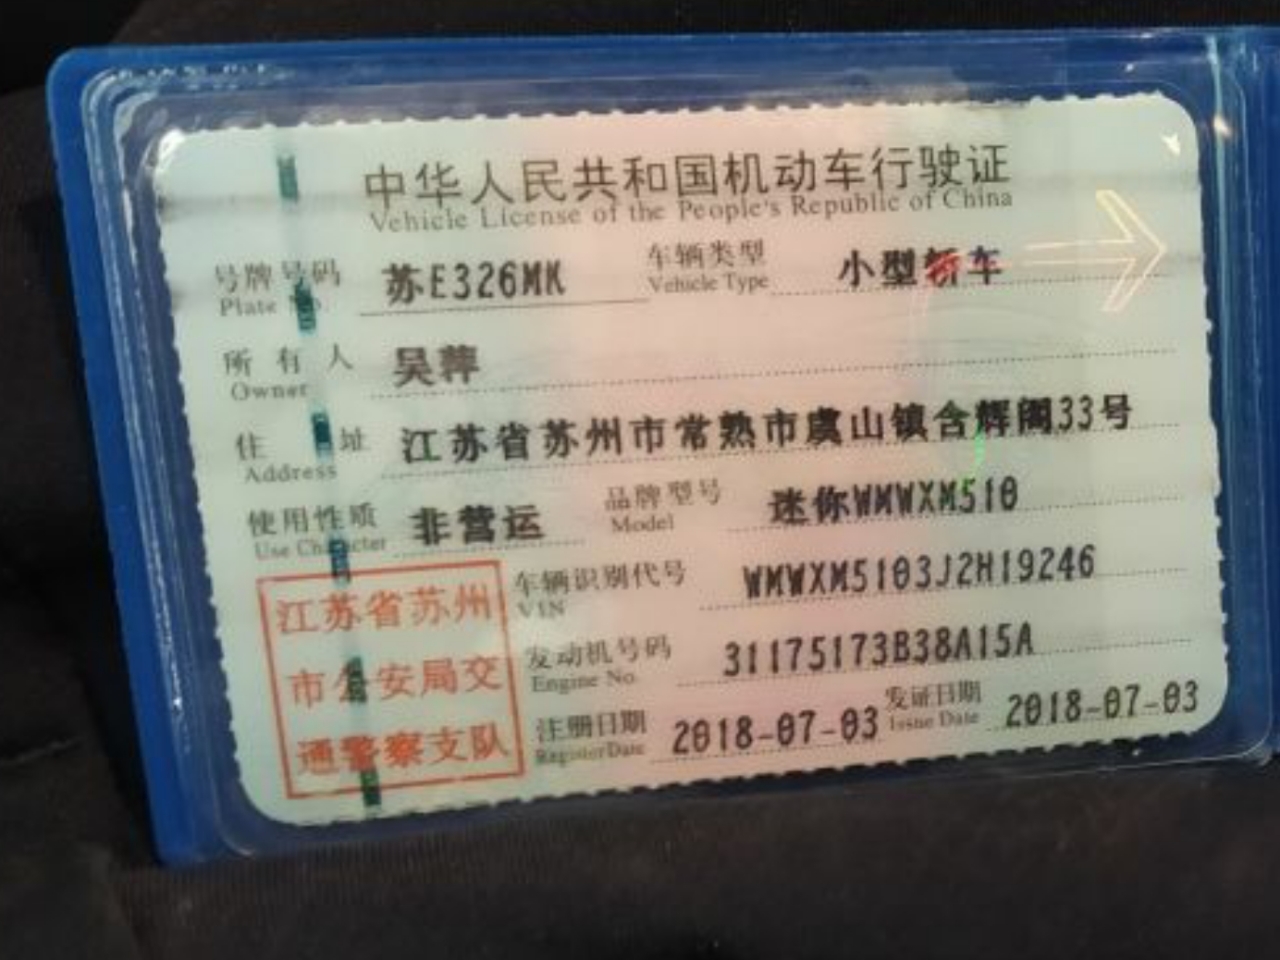 中华人民共和国机动车行驶证
Vehicle License of the People's Republic of China
号牌号码 苏E326MK 车辆类型 小型轿车
Plate No. Vehicle Type
所有人 吴萍
Owner
住址 江苏省苏州市常熟市虞山镇含辉阁33号
Address
使用性质 非营运 品牌型号 迷你WMWXM510
Use Character Model
车辆识别代号 WMWXM5103J2H19246
VIN
发动机号码 31175173B38A15A
Engine No.
注册日期 2018-07-03 发证日期 2018-07-03
Register Date Issue Date
江苏省苏州
市公安局交
通警察支队